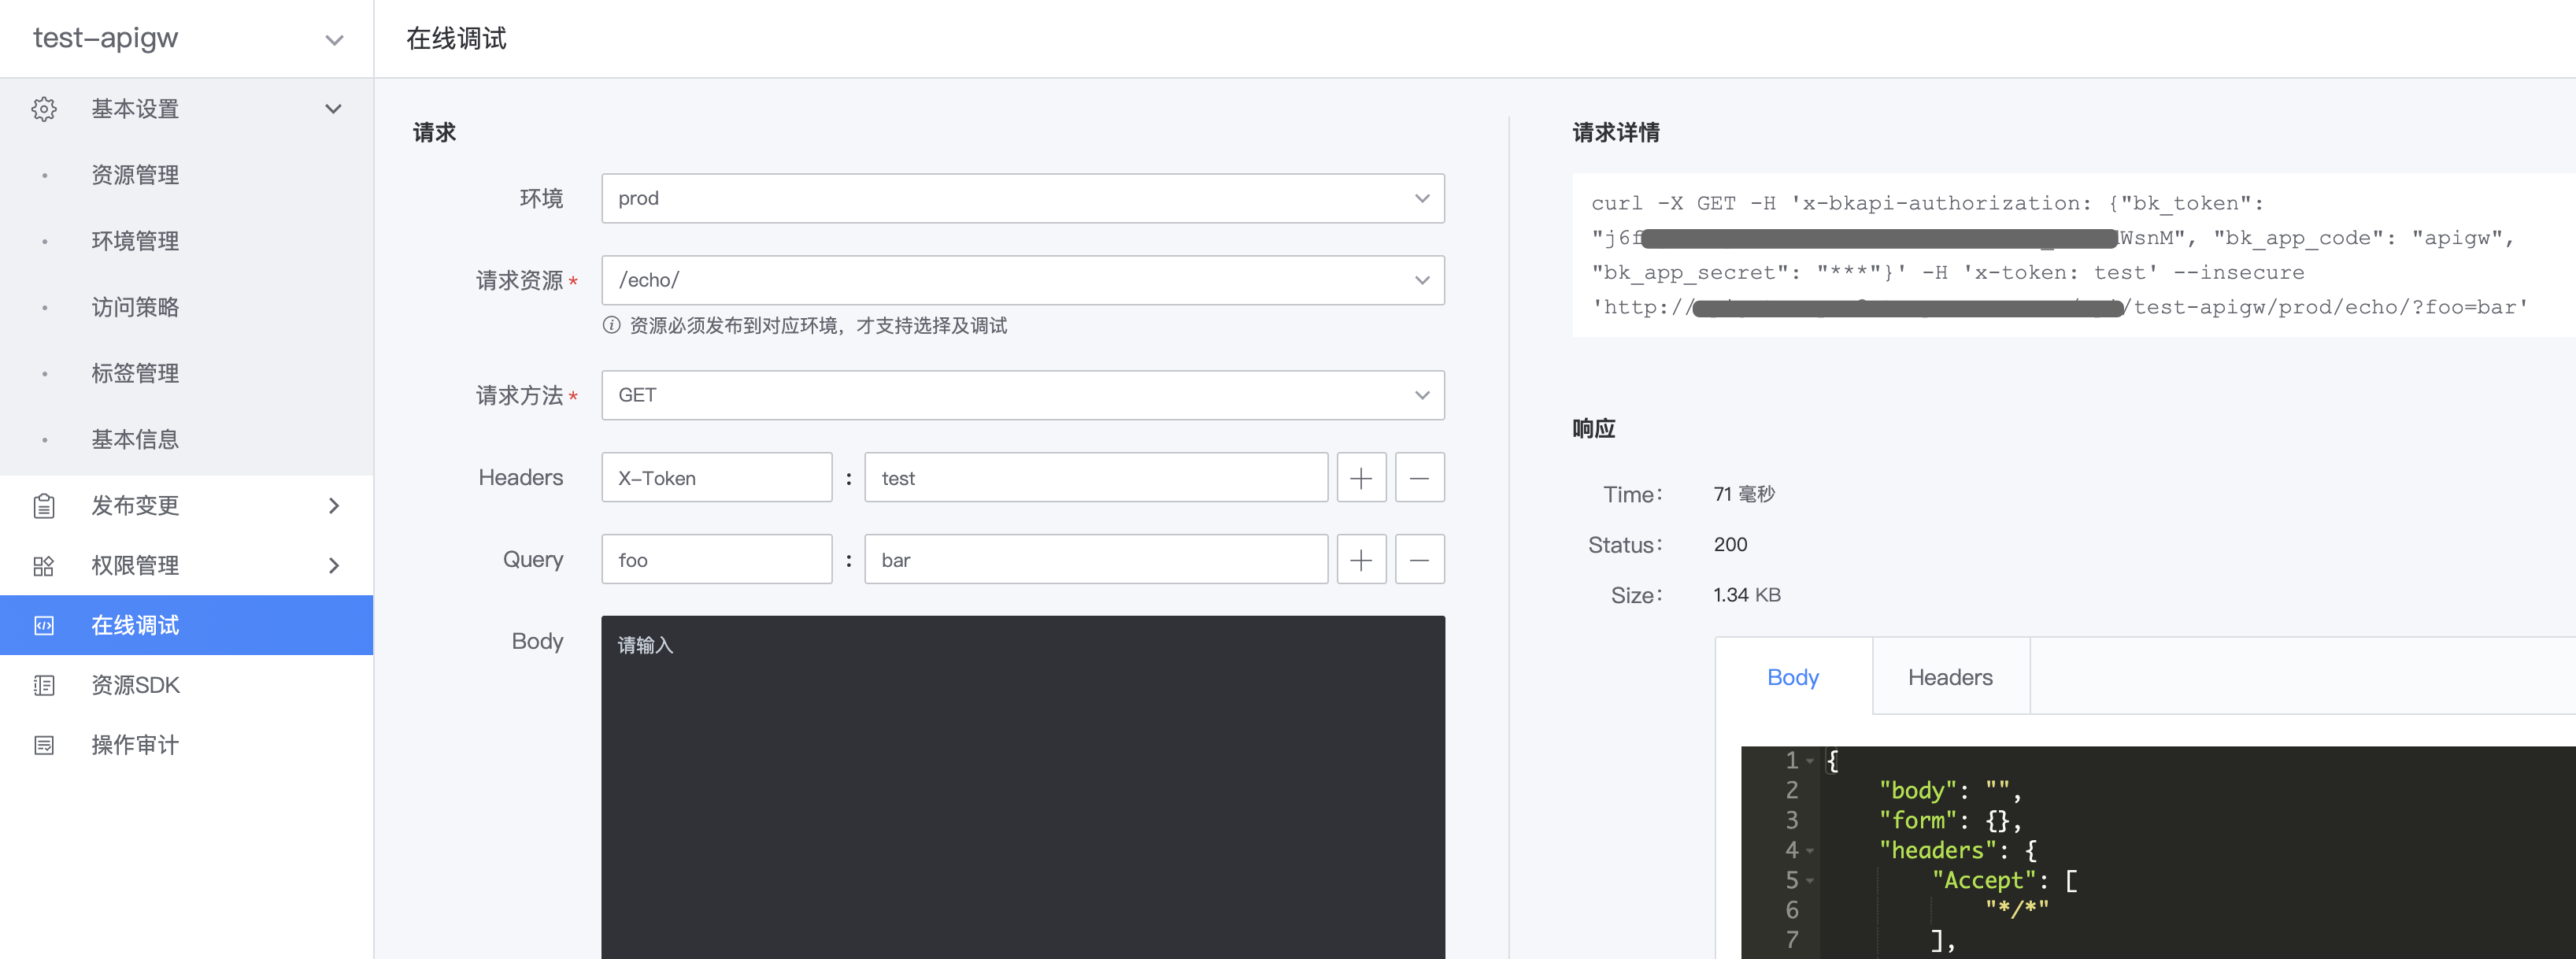 test-apigw
基本设置
资源管理
环境管理
访问策略
标签管理
基本信息
发布变更
权限管理
在线调试
资源SDK
操作审计
在线调试
请求
环境 prod
请求资源* /echo/
资源必须发布到对应环境，才支持选择及调试
请求方法* GET
Headers X-Token : test
Query foo : bar
Body 请输入
请求详情
curl -X GET -H 'x-bkapi-authorization: {"bk_token":
"j6f WsnM", "bk_app_code": "apigw",
"bk_app_secret": "***"}' -H 'x-token: test' --insecure
'http:// /test-apigw/prod/echo/?foo=bar'
响应
Time： 71 毫秒
Status： 200
Size： 1.34 KB
Body Headers
1 {
2 "body": "",
3 "form": {},
4 "headers": {
5 "Accept": [
6 "*/*"
7 ],